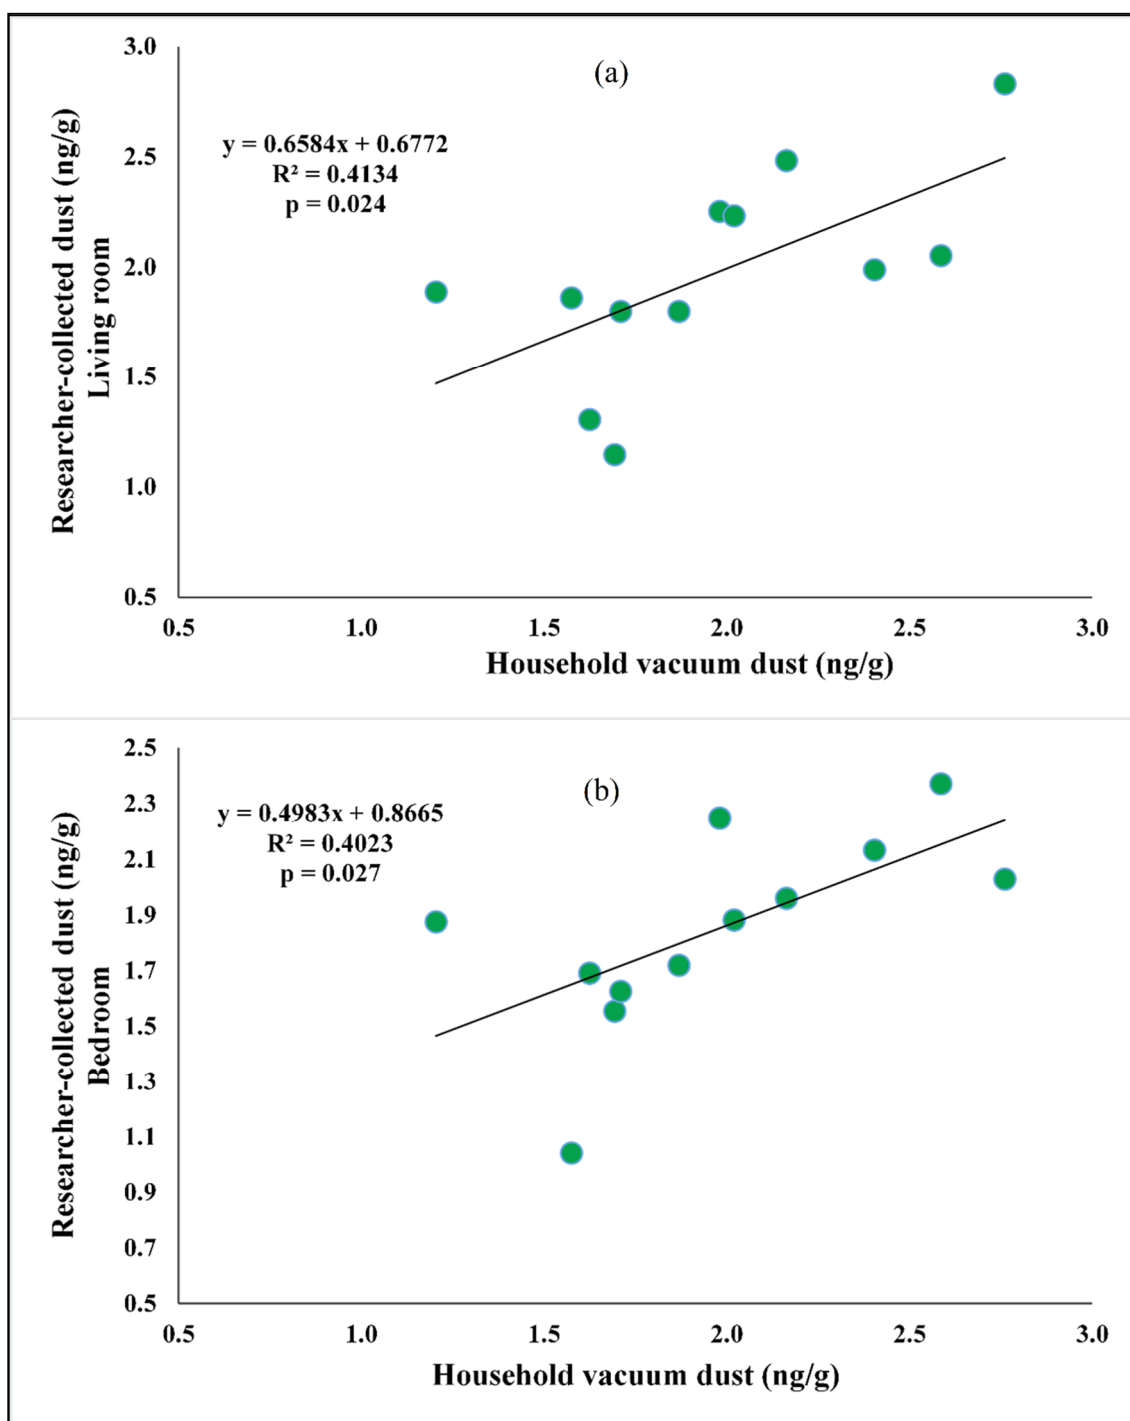 (a)
y = 0.6584x + 0.6772
R² = 0.4134
p = 0.024
Researcher-collected dust (ng/g)
Living room
3.0
2.5
2.0
1.5
1.0
0.5
0.5 1.0 1.5 2.0 2.5 3.0
Household vacuum dust (ng/g)
(b)
y = 0.4983x + 0.8665
R² = 0.4023
p = 0.027
Researcher-collected dust (ng/g)
Bedroom
2.5
2.3
2.1
1.9
1.7
1.5
1.3
1.1
0.9
0.7
0.5
0.5 1.0 1.5 2.0 2.5 3.0
Household vacuum dust (ng/g)